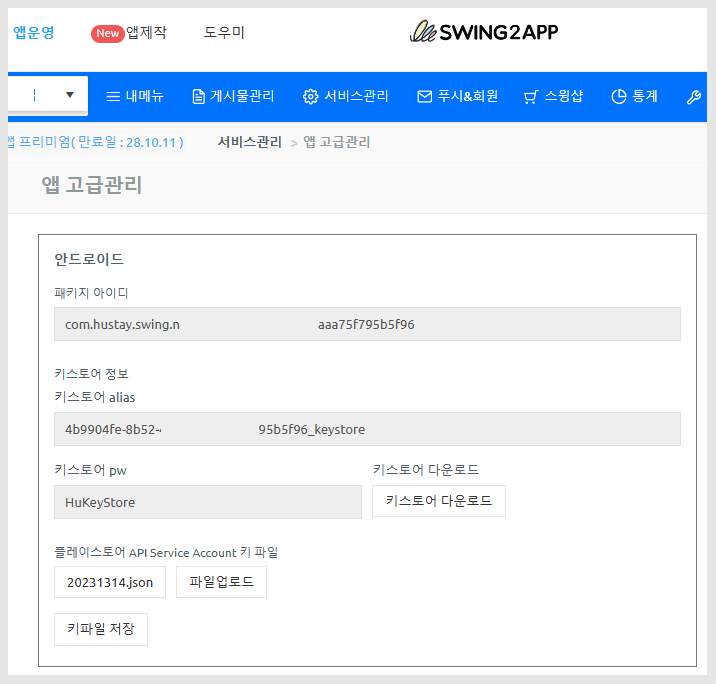 앱운영 New 앱제작 도우미 SWING2APP
내메뉴 게시물관리 서비스관리 푸시&회원 스윙샵 통계
앱 프리미엄( 만료일 : 28.10.11 ) 서비스관리 > 앱 고급관리
앱 고급관리
안드로이드
패키지 아이디
com.hustay.swing.n aaa75f795b5f96
키스토어 정보
키스토어 alias
4b9904fe-8b52- 95b5f96_keystore
키스토어 pw 키스토어 다운로드
HuKeyStore 키스토어 다운로드
플레이스토어 API Service Account 키 파일
20231314.json 파일업로드
키파일 저장